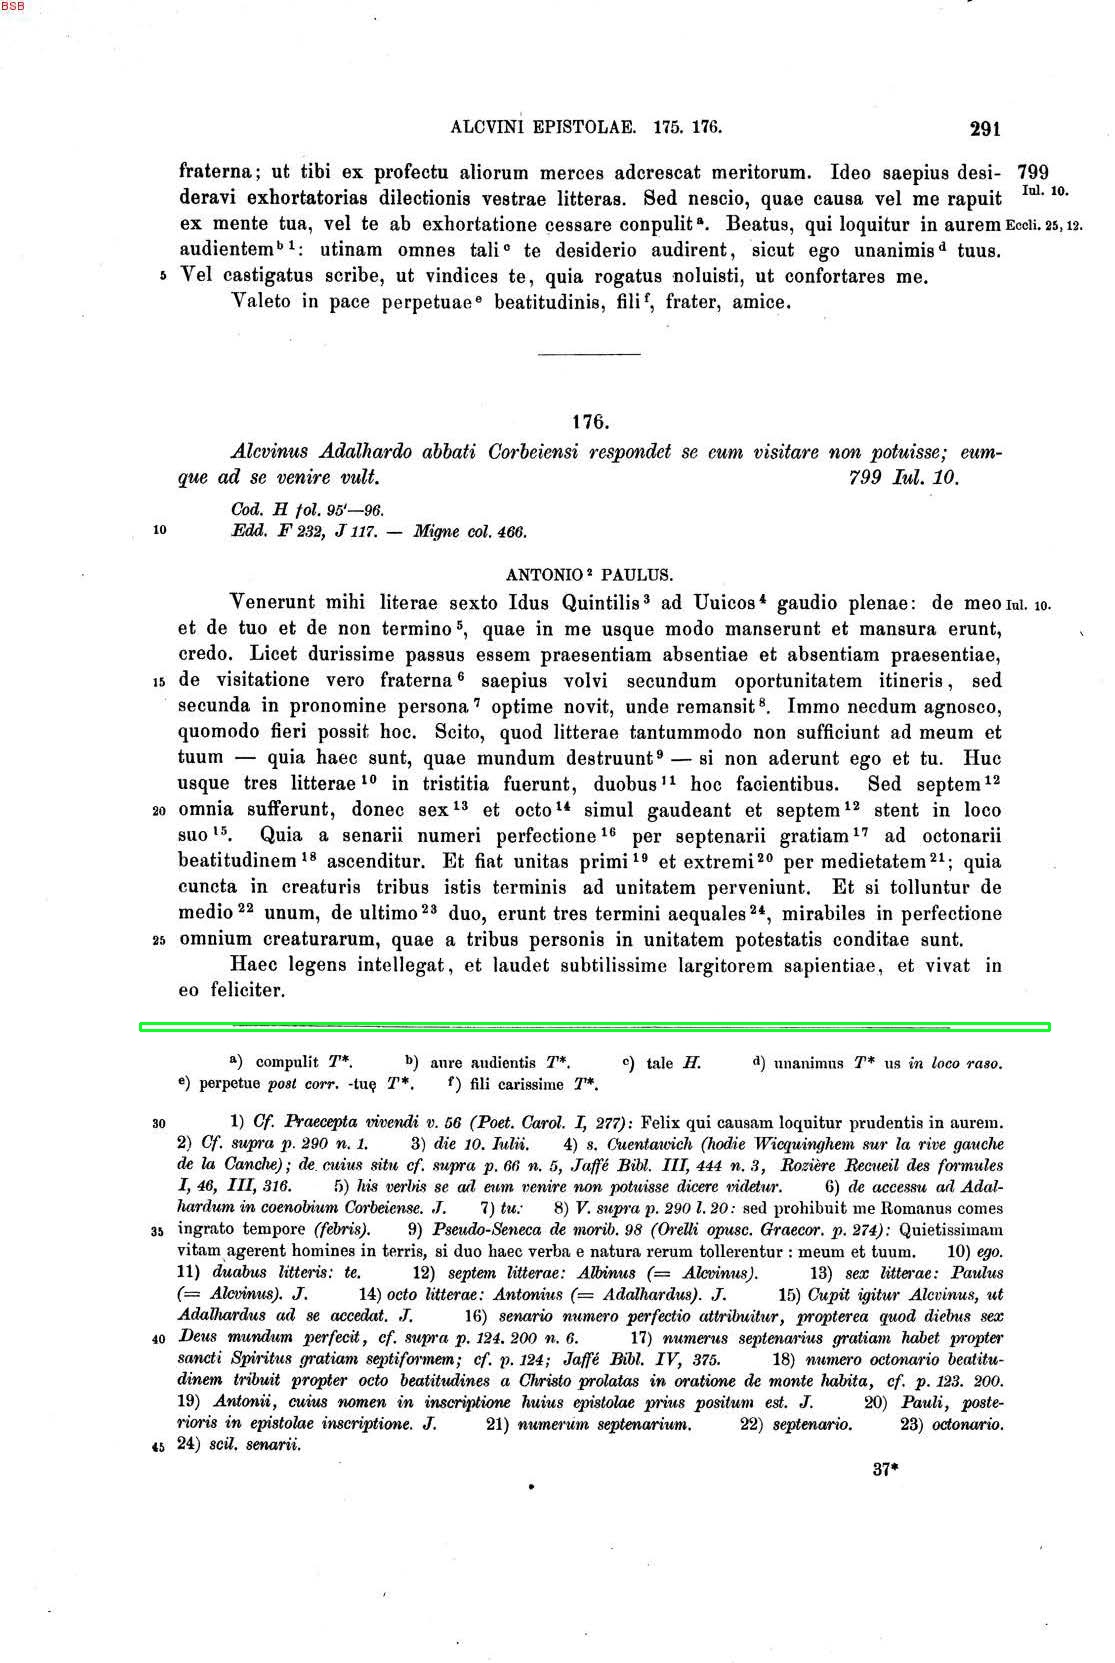 BSB
ALCVINI EPISTOLAE. 175. 176. 291
fraterna; ut tibi ex profectu aliorum merces adcrescat meritorum. Ideo saepius desi- 799
deravi exhortatorias dilectionis vestrae litteras. Sed nescio, quae causa vel me rapuit Iul. 10.
ex mente tua, vel te ab exhortatione cessare conpulit ᵃ. Beatus, qui loquitur in aurem Eccli. 25, 12.
audientem ᵇ ¹: utinam omnes tali ᶜ te desiderio audirent, sicut ego unanimis ᵈ tuus.
5 Vel castigatus scribe, ut vindices te, quia rogatus noluisti, ut confortares me.
Valeto in pace perpetuae ᵉ beatitudinis, fili ᶠ, frater, amice.
176.
Alcvinus Adalhardo abbati Corbeiensi respondet se eum visitare non potuisse; eum-
que ad se venire vult. 799 Iul. 10.
Cod. H fol. 95'—96.
10 Edd. F 232, J 117. — Migne col. 466.
ANTONIO ² PAULUS.
Venerunt mihi literae sexto Idus Quintilis ³ ad Uuicos ⁴ gaudio plenae: de meo Iul. 10.
et de tuo et de non termino ⁵, quae in me usque modo manserunt et mansura erunt,
credo. Licet durissime passus essem praesentiam absentiae et absentiam praesentiae,
15 de visitatione vero fraterna ⁶ saepius volvi secundum oportunitatem itineris, sed
secunda in pronomine persona ⁷ optime novit, unde remansit ⁸. Immo necdum agnosco,
quomodo fieri possit hoc. Scito, quod litterae tantummodo non sufficiunt ad meum et
tuum — quia haec sunt, quae mundum destruunt ⁹ — si non aderunt ego et tu. Huc
usque tres litterae ¹⁰ in tristitia fuerunt, duobus ¹¹ hoc facientibus. Sed septem ¹²
20 omnia sufferunt, donec sex ¹³ et octo ¹⁴ simul gaudeant et septem ¹² stent in loco
suo ¹⁵. Quia a senarii numeri perfectione ¹⁶ per septenarii gratiam ¹⁷ ad octonarii
beatitudinem ¹⁸ ascenditur. Et fiat unitas primi ¹⁹ et extremi ²⁰ per medietatem ²¹; quia
cuncta in creaturis tribus istis terminis ad unitatem perveniunt. Et si tolluntur de
medio ²² unum, de ultimo ²³ duo, erunt tres termini aequales ²⁴, mirabiles in perfectione
25 omnium creaturarum, quae a tribus personis in unitatem potestatis conditae sunt.
Haec legens intellegat, et laudet subtilissime largitorem sapientiae, et vivat in
eo feliciter.
a) compulit T*. b) aure audientis T*. c) tale H. d) unanimus T* us in loco raso.
e) perpetue post corr. -tuę T*. f) fili carissime T*.
30 1) Cf. Praecepta vivendi v. 56 (Poet. Carol. I, 277): Felix qui causam loquitur prudentis in aurem.
2) Cf. supra p. 290 n. 1. 3) die 10. Iulii. 4) s. Cuentawich (hodie Wicquinghem sur la rive gauche
de la Canche); de cuius situ cf. supra p. 66 n. 5, Jaffé Bibl. III, 444 n. 3, Rozière Recueil des formules
I, 46, III, 316. 5) his verbis se ad eum venire non potuisse dicere videtur. 6) de accessu ad Adal-
hardum in coenobium Corbeiense. J. 7) tu. 8) V. supra p. 290 l. 20: sed prohibuit me Romanus comes
35 ingrato tempore (febris). 9) Pseudo-Seneca de morib. 98 (Orelli opusc. Graecor. p. 274): Quietissimam
vitam agerent homines in terris, si duo haec verba e natura rerum tollerentur : meum et tuum. 10) ego.
11) duabus litteris: te. 12) septem litterae: Albinus (= Alcvinus). 13) sex litterae: Paulus
(= Alcvinus). J. 14) octo litterae: Antonius (= Adalhardus). J. 15) Cupit igitur Alcvinus, ut
Adalhardus ad se accedat. J. 16) senario numero perfectio attribuitur, propterea quod diebus sex
40 Deus mundum perfecit, cf. supra p. 124. 200 n. 6. 17) numerus septenarius gratiam habet propter
sancti Spiritus gratiam septiformem; cf. p. 124; Jaffé Bibl. IV, 375. 18) numero octonario beatitu-
dinem tribuit propter octo beatitudines a Christo prolatas in oratione de monte habita, cf. p. 123. 200.
19) Antonii, cuius nomen in inscriptione huius epistolae prius positum est. J. 20) Pauli, poste-
rioris in epistolae inscriptione. J. 21) numerum septenarium. 22) septenario. 23) octonario.
45 24) scil. senarii.
37*